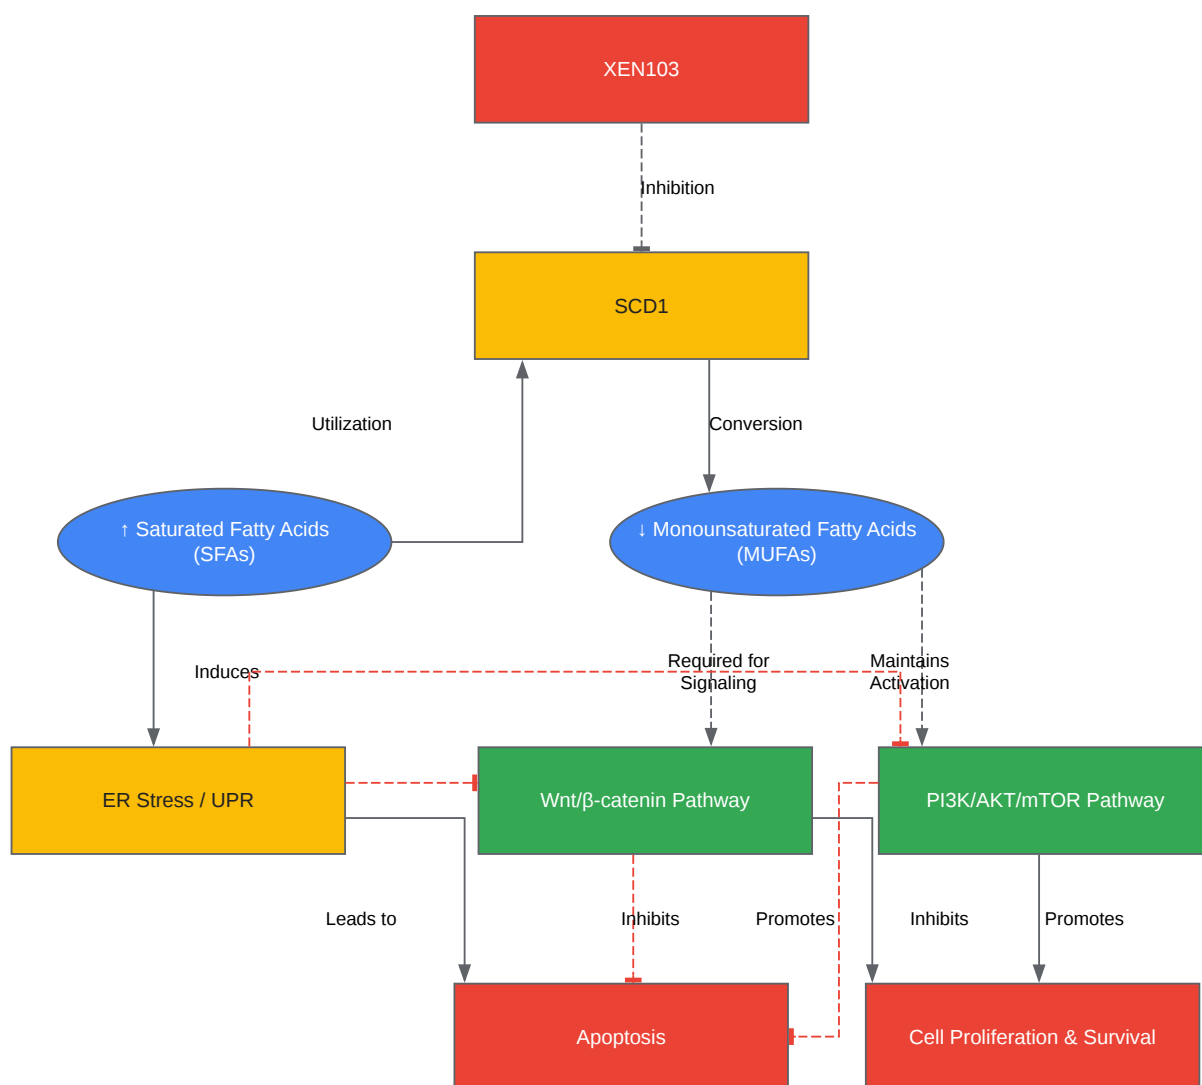 XEN103
Inhibition
SCD1
Utilization
Conversion
↑ Saturated Fatty Acids
(SFAs)
↓ Monounsaturated Fatty Acids
(MUFAs)
Induces
Required for
Signaling
Maintains
Activation
ER Stress / UPR
Wnt/β-catenin Pathway
PI3K/AKT/mTOR Pathway
Leads to
Inhibits
Promotes
Inhibits
Promotes
Apoptosis
Cell Proliferation & Survival